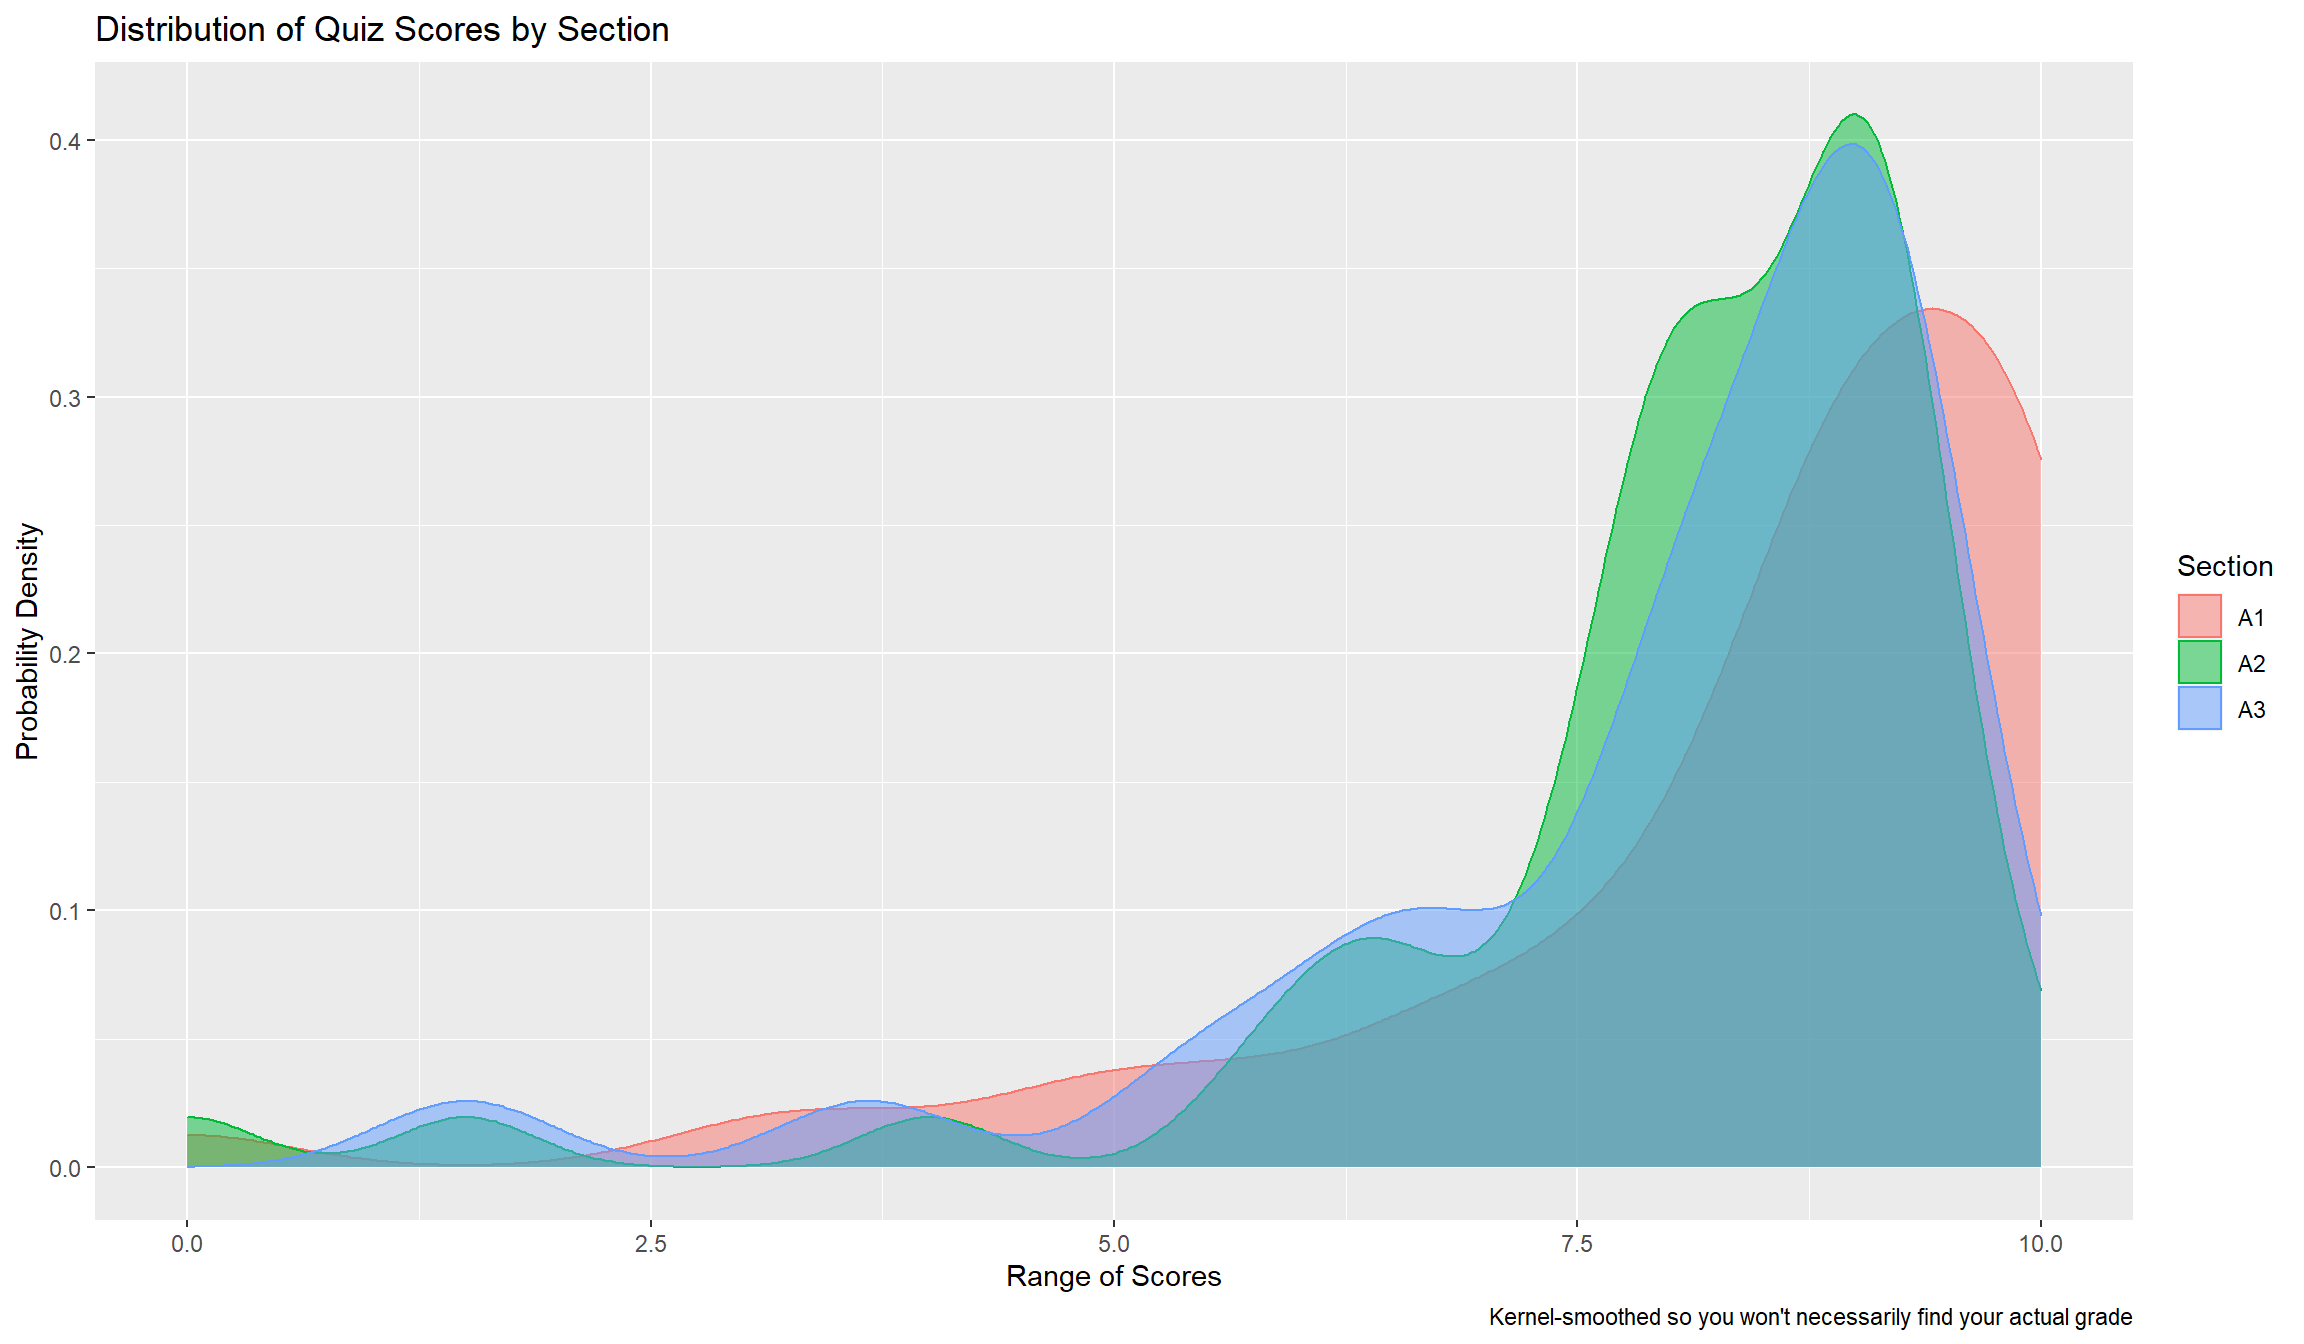 Distribution of Quiz Scores by Section
0.4
0.3
0.2
0.1
0.0
Probability Density
0.0 2.5 5.0 7.5 10.0
Range of Scores
Section
A1
A2
A3
Kernel-smoothed so you won't necessarily find your actual grade